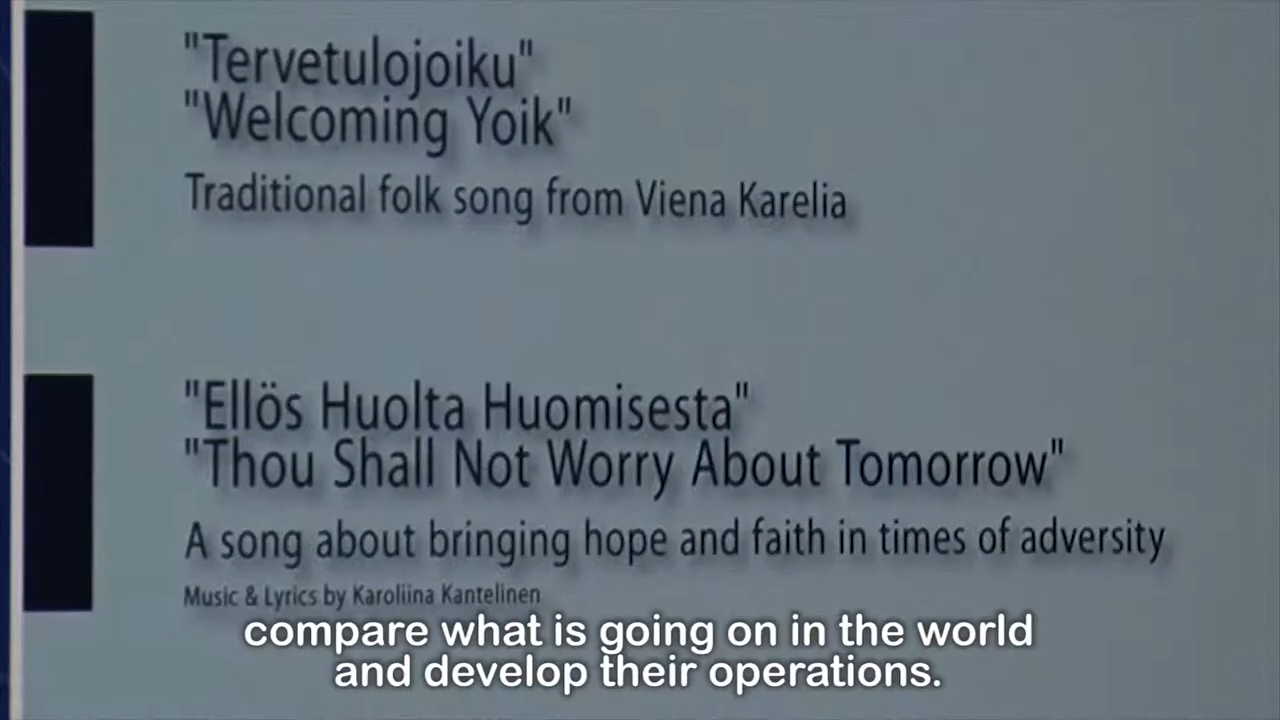 "Tervetulojoiku"
"Welcoming Yoik"
Traditional folk song from Viena Karelia
"Ellös Huolta Huomisesta"
"Thou Shall Not Worry About Tomorrow"
A song about bringing hope and faith in times of adversity
Music & Lyrics by Karoliina Kantelinen
compare what is going on in the world
and develop their operations.